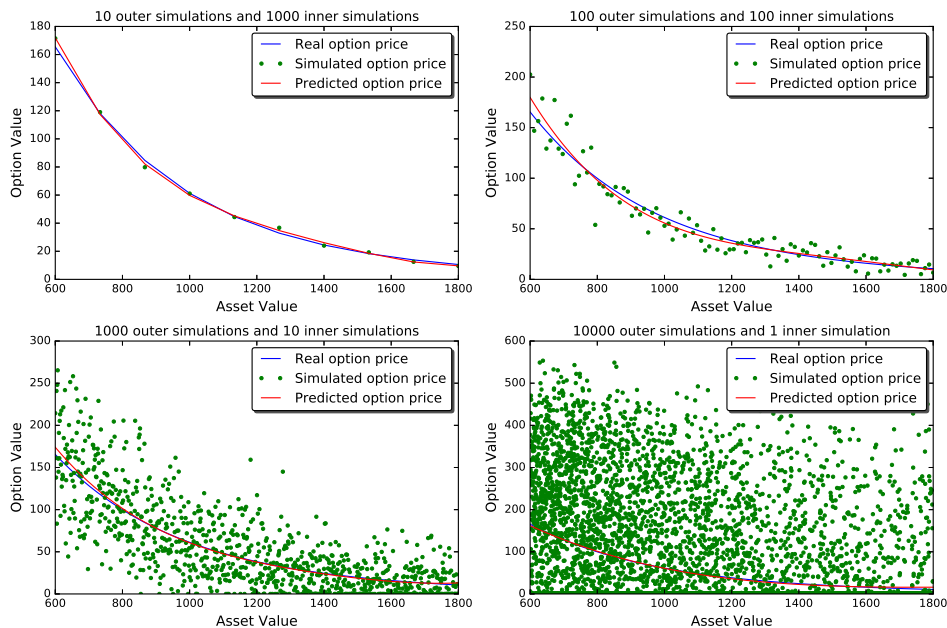 10 outer simulations and 1000 inner simulations
180
160
140
120
100
80
60
40
20
0
Option Value
Real option price
Simulated option price
Predicted option price
600 800 1000 1200 1400 1600 1800
Asset Value
100 outer simulations and 100 inner simulations
250
200
150
100
50
0
Option Value
Real option price
Simulated option price
Predicted option price
600 800 1000 1200 1400 1600 1800
Asset Value
1000 outer simulations and 10 inner simulations
300
250
200
150
100
50
0
Option Value
Real option price
Simulated option price
Predicted option price
600 800 1000 1200 1400 1600 1800
Asset Value
10000 outer simulations and 1 inner simulation
600
500
400
300
200
100
0
Option Value
Real option price
Simulated option price
Predicted option price
600 800 1000 1200 1400 1600 1800
Asset Value